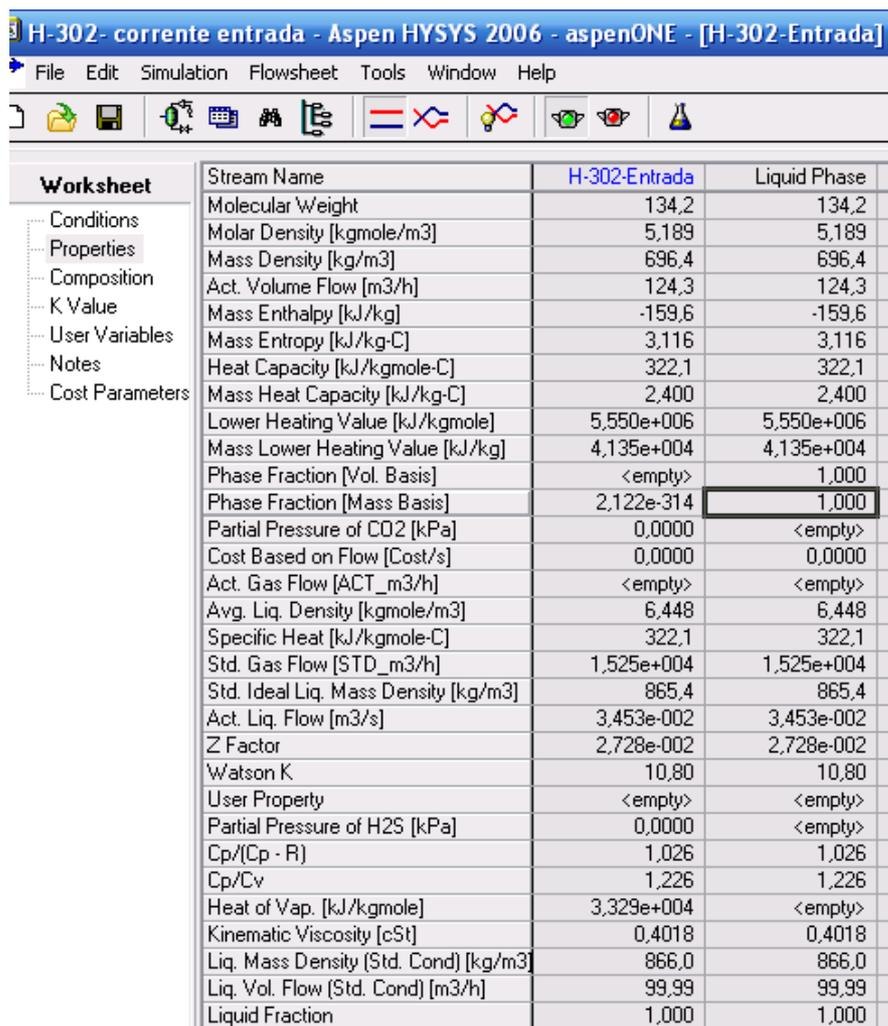 H-302- corrente entrada - Aspen HYSYS 2006 - aspenONE - [H-302-Entrada]
File Edit Simulation Flowsheet Tools Window Help
Worksheet
Conditions
Properties
Composition
K Value
User Variables
Notes
Cost Parameters
Stream Name H-302-Entrada Liquid Phase
Molecular Weight 134,2 134,2
Molar Density [kgmole/m3] 5,189 5,189
Mass Density [kg/m3] 696,4 696,4
Act. Volume Flow [m3/h] 124,3 124,3
Mass Enthalpy [kJ/kg] -159,6 -159,6
Mass Entropy [kJ/kg-C] 3,116 3,116
Heat Capacity [kJ/kgmole-C] 322,1 322,1
Mass Heat Capacity [kJ/kg-C] 2,400 2,400
Lower Heating Value [kJ/kgmole] 5,550e+006 5,550e+006
Mass Lower Heating Value [kJ/kg] 4,135e+004 4,135e+004
Phase Fraction [Vol. Basis] <empty> 1,000
Phase Fraction [Mass Basis] 2,122e-314 1,000
Partial Pressure of CO2 [kPa] 0,0000 <empty>
Cost Based on Flow [Cost/s] 0,0000 0,0000
Act. Gas Flow [ACT_m3/h] <empty> <empty>
Avg. Liq. Density [kgmole/m3] 6,448 6,448
Specific Heat [kJ/kgmole-C] 322,1 322,1
Std. Gas Flow [STD_m3/h] 1,525e+004 1,525e+004
Std. Ideal Liq. Mass Density [kg/m3] 865,4 865,4
Act. Liq. Flow [m3/s] 3,453e-002 3,453e-002
Z Factor 2,728e-002 2,728e-002
Watson K 10,80 10,80
User Property <empty> <empty>
Partial Pressure of H2S [kPa] 0,0000 <empty>
Cp/(Cp - R) 1,026 1,026
Cp/Cv 1,226 1,226
Heat of Vap. [kJ/kgmole] 3,329e+004 <empty>
Kinematic Viscosity [cSt] 0,4018 0,4018
Liq. Mass Density (Std. Cond) [kg/m3] 866,0 866,0
Liq. Vol. Flow (Std. Cond) [m3/h] 99,99 99,99
Liquid Fraction 1,000 1,000